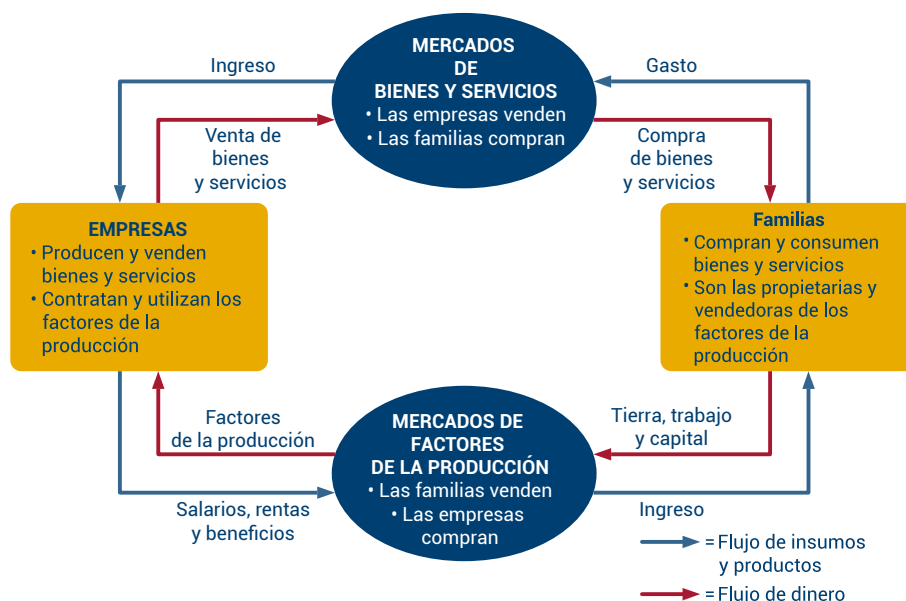 MERCADOS
DE
BIENES Y SERVICIOS
• Las empresas venden
• Las familias compran
Ingreso
Gasto
Venta de
bienes
y servicios
Compra
de bienes
y servicios
EMPRESAS
• Producen y venden
bienes y servicios
• Contratan y utilizan los
factores de la
producción
Familias
• Compran y consumen
bienes y servicios
• Son las propietarias y
vendedoras de los
factores de la
producción
Factores
de la producción
Tierra, trabajo
y capital
MERCADOS DE
FACTORES
DE LA PRODUCCIÓN
• Las familias venden
• Las empresas
compran
Salarios, rentas
y beneficios
Ingreso
= Flujo de insumos
y productos
= Flujo de dinero